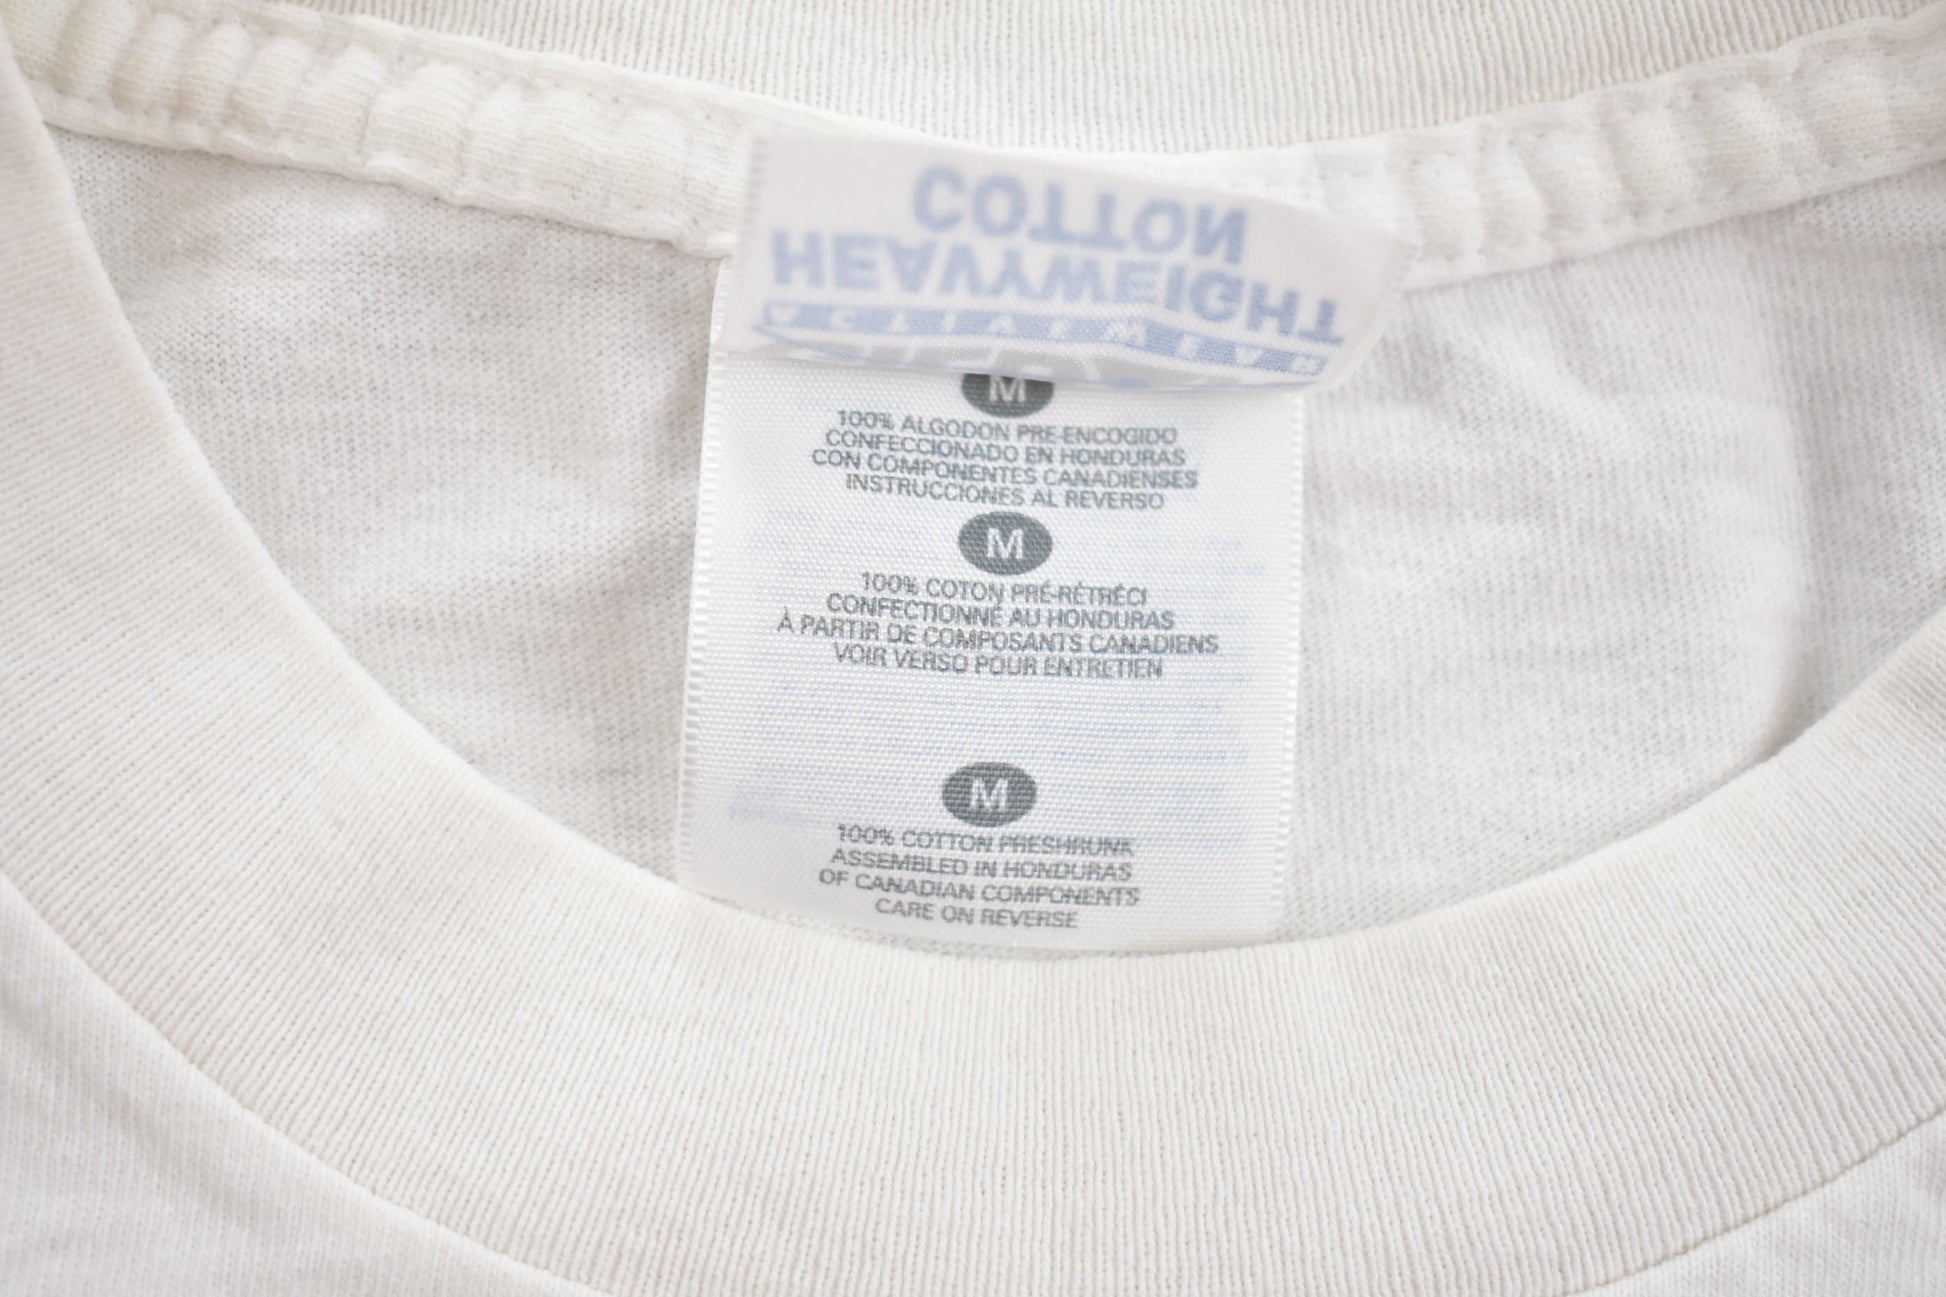 COTTON
HEAVYWEIGHT
ACTIVEWEAR
M
100% ALGODON PRE-ENCOGIDO
CONFECCIONADO EN HONDURAS
CON COMPONENTES CANADIENSES
INSTRUCCIONES AL REVERSO
M
100% COTON PRÉ-RÉTRÉCI
CONFECTIONNÉ AU HONDURAS
À PARTIR DE COMPOSANTS CANADIENS
VOIR VERSO POUR ENTRETIEN
M
100% COTTON PRESHRUNK
ASSEMBLED IN HONDURAS
OF CANADIAN COMPONENTS
CARE ON REVERSE